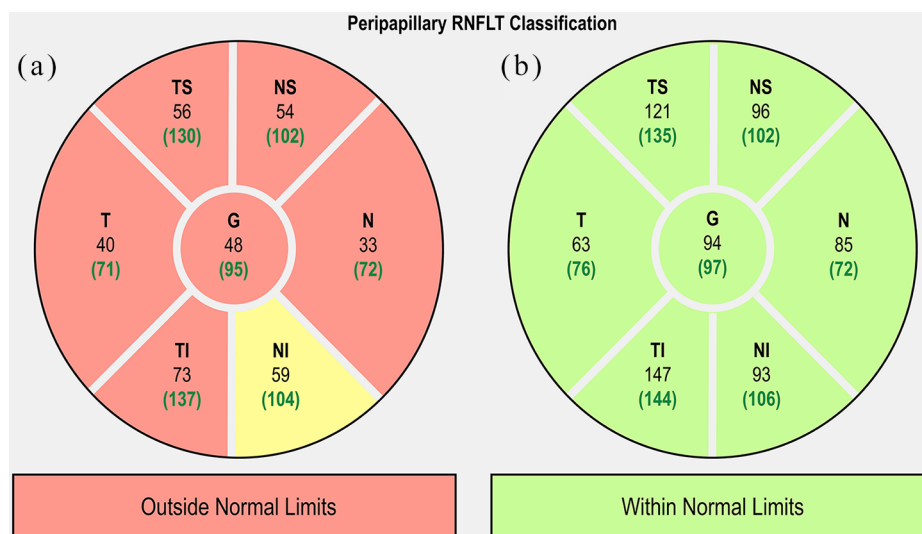 Peripapillary RNFLT Classification
(a)
TS
56
(130)
NS
54
(102)
T
40
(71)
G
48
(95)
N
33
(72)
TI
73
(137)
NI
59
(104)
Outside Normal Limits
(b)
TS
121
(135)
NS
96
(102)
T
63
(76)
G
94
(97)
N
85
(72)
TI
147
(144)
NI
93
(106)
Within Normal Limits